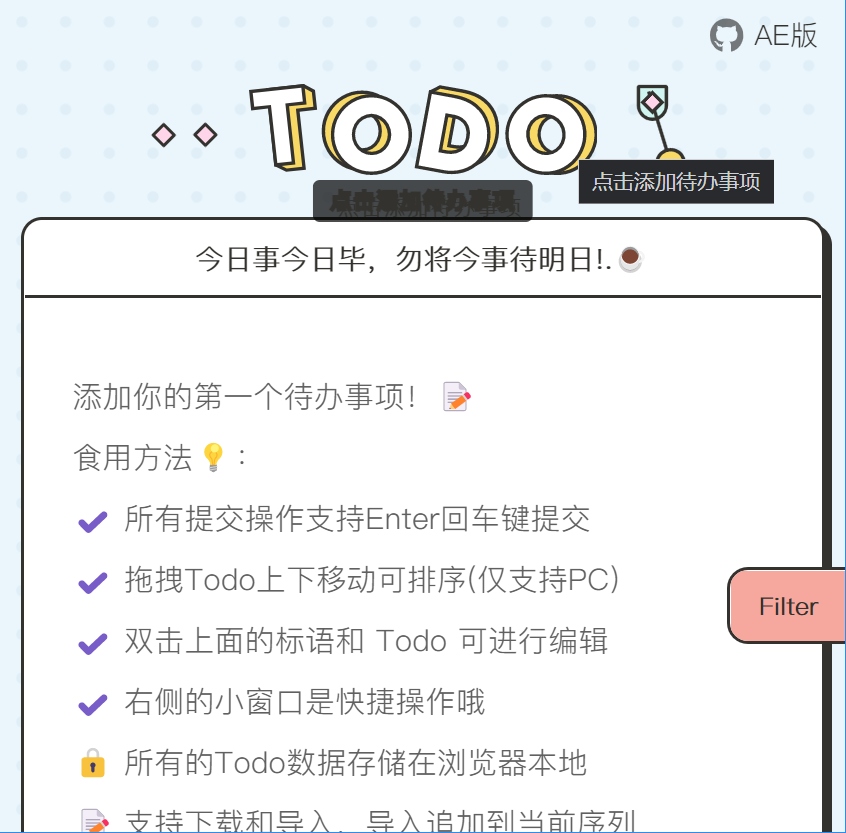 AE版
TODO
点击添加待办事项
点击添加待办事项
今日事今日毕，勿将今事待明日!.☕
添加你的第一个待办事项！📝
食用方法💡：
✔ 所有提交操作支持Enter回车键提交
✔ 拖拽Todo上下移动可排序(仅支持PC)
Filter
✔ 双击上面的标语和 Todo 可进行编辑
✔ 右侧的小窗口是快捷操作哦
🔒 所有的Todo数据存储在浏览器本地
📝 支持下载和导入，导入追加到当前序列